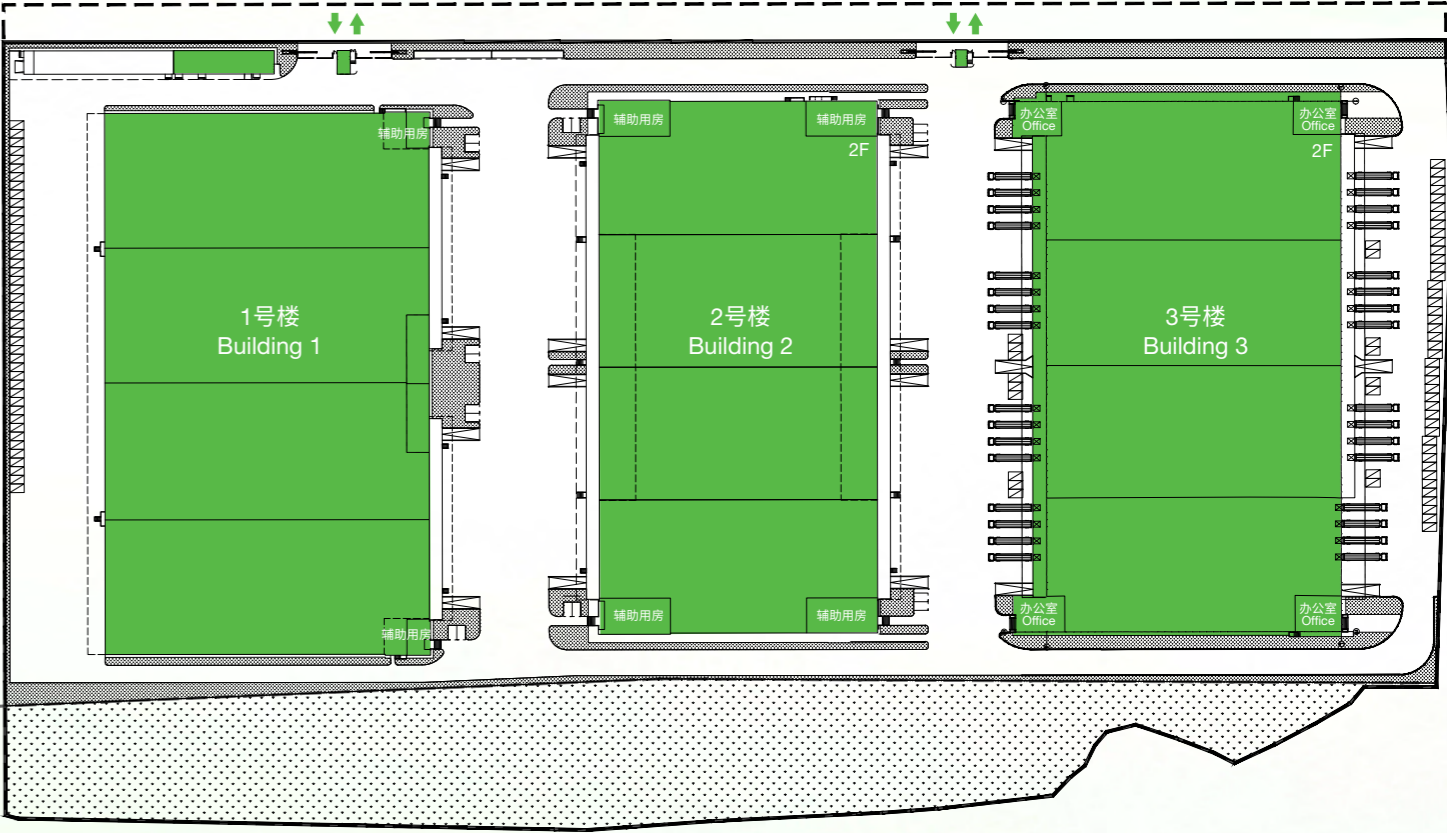 辅助用房
辅助用房
辅助用房
2F
办公室
Office
办公室
Office
2F
1号楼
Building 1
2号楼
Building 2
3号楼
Building 3
辅助用房
辅助用房
辅助用房
办公室
Office
办公室
Office